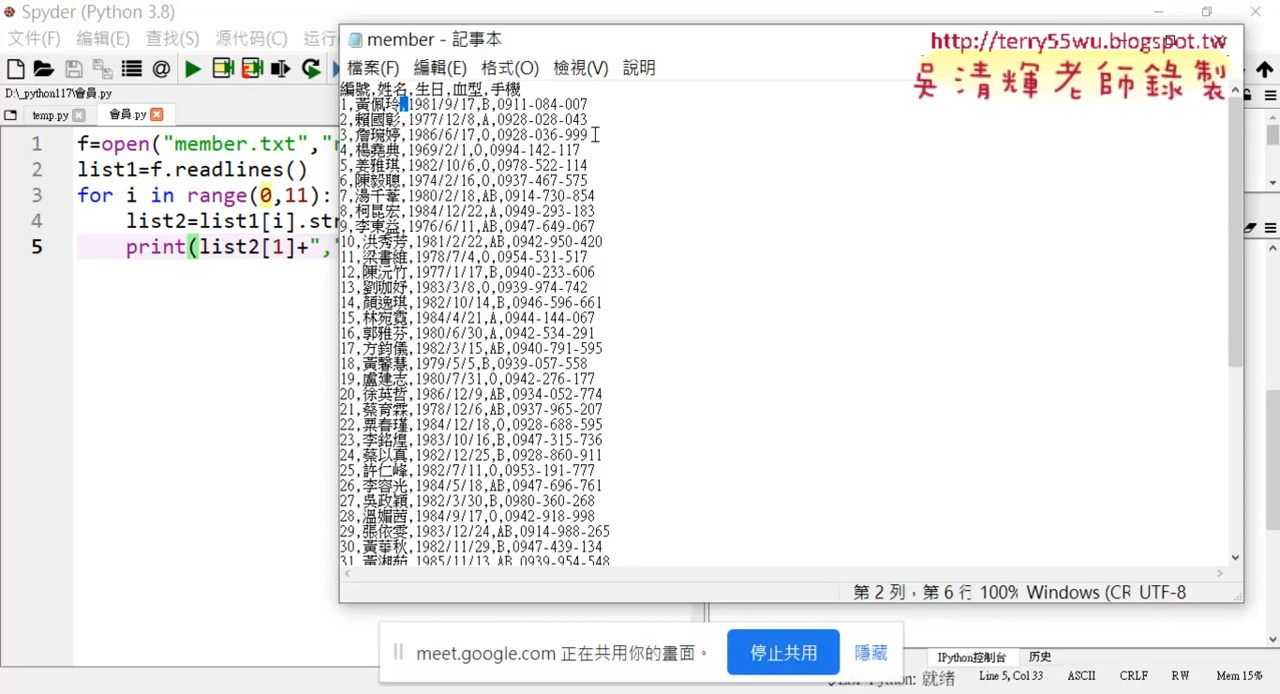 Spyder (Python 3.8)
文件(F) 编辑(E) 查找(S) 源代码(C) 运行
D:\_python117\會員.py
temp.py
會員.py
1 f=open("member.txt","
2 list1=f.readlines()
3 for i in range(0,11):
4 list2=list1[i].str
5 print(list2[1]+","
member - 記事本
http://terry55wu.blogspot.tw
吳清輝老師錄製
檔案(F) 編輯(E) 格式(O) 檢視(V) 說明
編號,姓名,生日,血型,手機
1,黃佩玲,1981/9/17,B,0911-084-007
2,賴國彰,1977/12/8,A,0928-028-043
3,詹琬婷,1986/6/17,O,0928-036-999
4,楊堯典,1969/2/1,O,0994-142-117
5,姜雅琪,1982/10/6,O,0978-522-114
6,陳毅聰,1974/2/16,O,0937-467-575
7,湯千葦,1980/2/18,AB,0914-730-854
8,柯昆宏,1984/12/22,A,0949-293-183
9,李東益,1976/6/11,AB,0947-649-067
10,洪秀芳,1981/2/22,AB,0942-950-420
11,梁書維,1978/7/4,O,0954-531-517
12,陳沅竹,1977/1/17,B,0940-233-606
13,劉珈妤,1983/3/8,O,0939-974-742
14,顏逸琪,1982/10/14,B,0946-596-661
15,林宛霓,1984/4/21,A,0944-144-067
16,郭雅芬,1980/6/30,A,0942-534-291
17,方鈞儀,1982/3/15,AB,0940-791-595
18,黃馨慧,1979/5/5,B,0939-057-558
19,盧建志,1980/7/31,O,0942-276-177
20,徐英哲,1986/12/9,AB,0934-052-774
21,蔡育霖,1978/12/6,AB,0937-965-207
22,粟春瑾,1984/12/18,O,0928-688-595
23,李銘煌,1983/10/16,B,0947-315-736
24,蔡以真,1982/12/25,B,0928-860-911
25,許仁峰,1982/7/11,O,0953-191-777
26,李容光,1984/5/18,AB,0947-696-761
27,吳政穎,1982/3/30,B,0980-360-268
28,溫媚茜,1984/9/17,O,0942-918-998
29,張依雯,1983/12/24,AB,0914-988-265
30,黃華秋,1982/11/29,B,0947-439-134
31,黃湘茹,1985/11/13,AB,0939-954-548
第 2 列，第 6 行 100% Windows (CR UTF-8
meet.google.com 正在共用你的畫面。 停止共用 隱藏
IPython控制台 历史
LSP Python: 就绪 Line 5, Col 33 ASCII CRLF RW Mem 15%